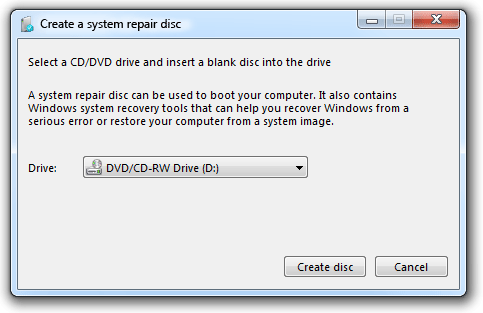 Create a system repair disc
Select a CD/DVD drive and insert a blank disc into the drive
A system repair disc can be used to boot your computer. It also contains
Windows system recovery tools that can help you recover Windows from a
serious error or restore your computer from a system image.
Drive: DVD/CD-RW Drive (D:)
Create disc Cancel